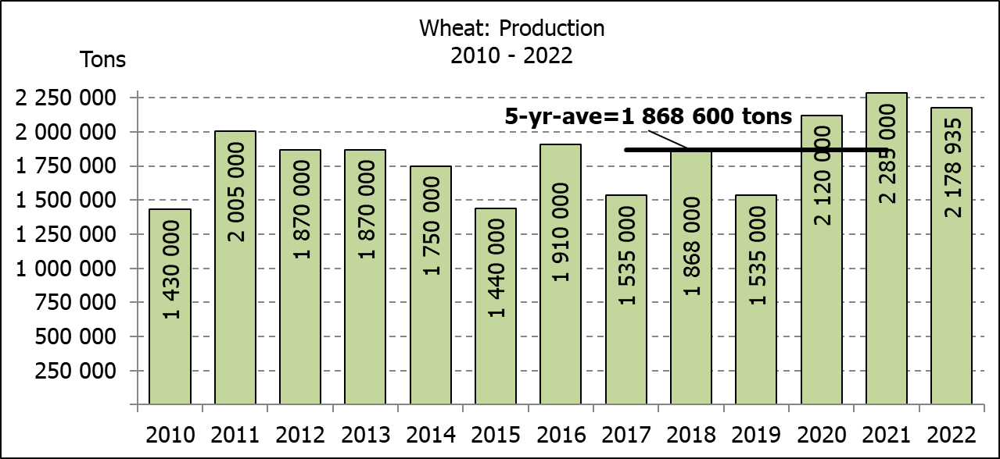 Wheat: Production
2010 - 2022
Tons
2 250 000
2 000 000
1 750 000
1 500 000
1 250 000
1 000 000
750 000
500 000
250 000
5-yr-ave=1 868 600 tons
1 430 000
2 005 000
1 870 000
1 870 000
1 750 000
1 440 000
1 910 000
1 535 000
1 868 000
1 535 000
2 120 000
2 285 000
2 178 935
2010 2011 2012 2013 2014 2015 2016 2017 2018 2019 2020 2021 2022